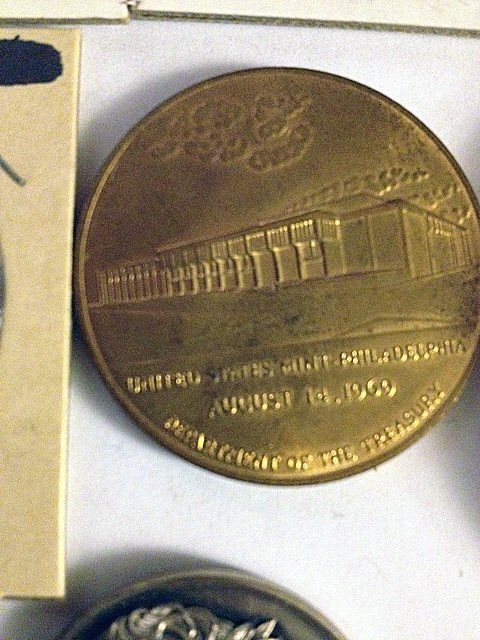 UNITED STATES MINT-PHILADELPHIA
AUGUST 14, 1969
DEPARTMENT OF THE TREASURY